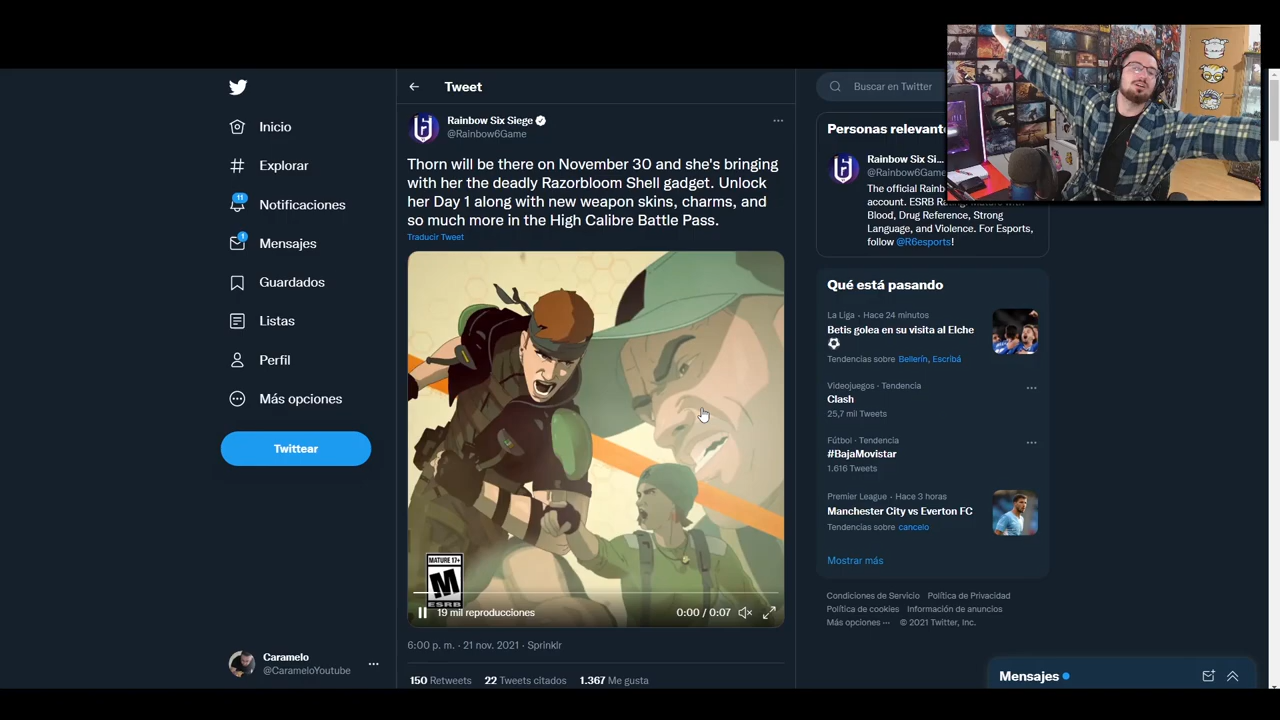 Tweet
Buscar en Twitter
Inicio
Explorar
11
Notificaciones
1
Mensajes
Guardados
Listas
Perfil
Más opciones
Twittear
Caramelo
@CarameloYoutube
Rainbow Six Siege
@Rainbow6Game
Thorn will be there on November 30 and she's bringing
with her the deadly Razorbloom Shell gadget. Unlock
her Day 1 along with new weapon skins, charms, and
so much more in the High Calibre Battle Pass.
Traducir Tweet
MATURE 17+
M
ESRB
19 mil reproducciones
0:00 / 0:07
6:00 p. m. · 21 nov. 2021 · Sprinklr
150 Retweets 22 Tweets citados 1.367 Me gusta
Personas
Rainbow Six Si...
@Rainbow6Game
The official
account. ESRB
Blood, Drug Reference, Strong
Language, and Violence. For Esports,
follow @R6esports!
Qué está pasando
La Liga · Hace 24 minutos
Betis golea en su visita al Elche
Tendencias sobre Bellerín, Escribá
Videojuegos · Tendencia
Clash
25,7 mil Tweets
Fútbol · Tendencia
#BajaMovistar
1.616 Tweets
Premier League · Hace 3 horas
Manchester City vs Everton FC
Tendencias sobre cancelo
Mostrar más
Condiciones de Servicio Política de Privacidad
Política de cookies Información de anuncios
Más opciones ··· © 2021 Twitter, Inc.
Mensajes